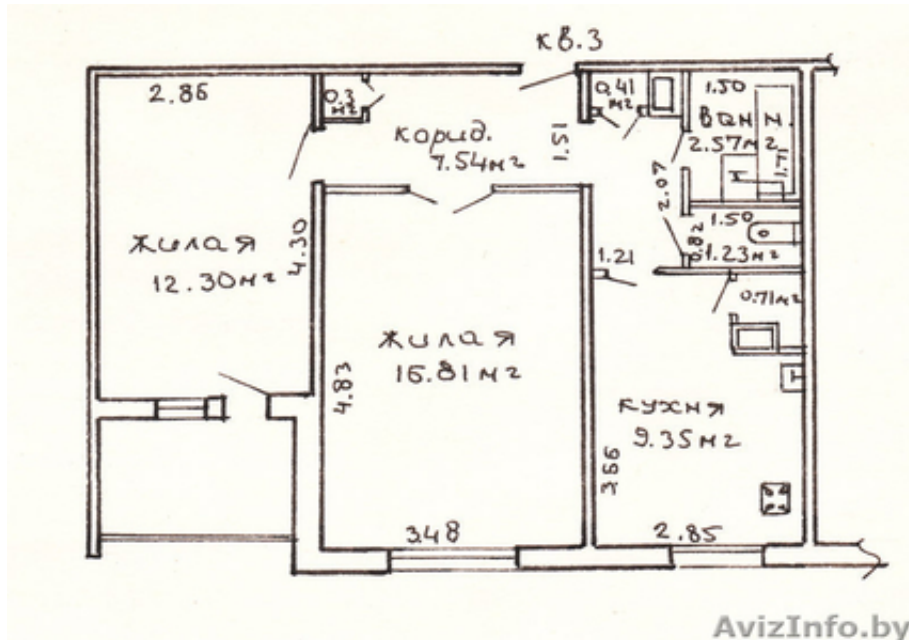 кв.3
2.86
0.3
м2
корид.
7.54м2
1.51
0.41
м2
1.50
ванн.
2.57м2
1.71
2.07
1.50
0.82
1.23м2
1.21
0.71м2
жилая
12.30м2
4.30
жилая
16.81м2
4.83
3.48
кухня
9.35м2
3.66
2.85
AvizInfo.by